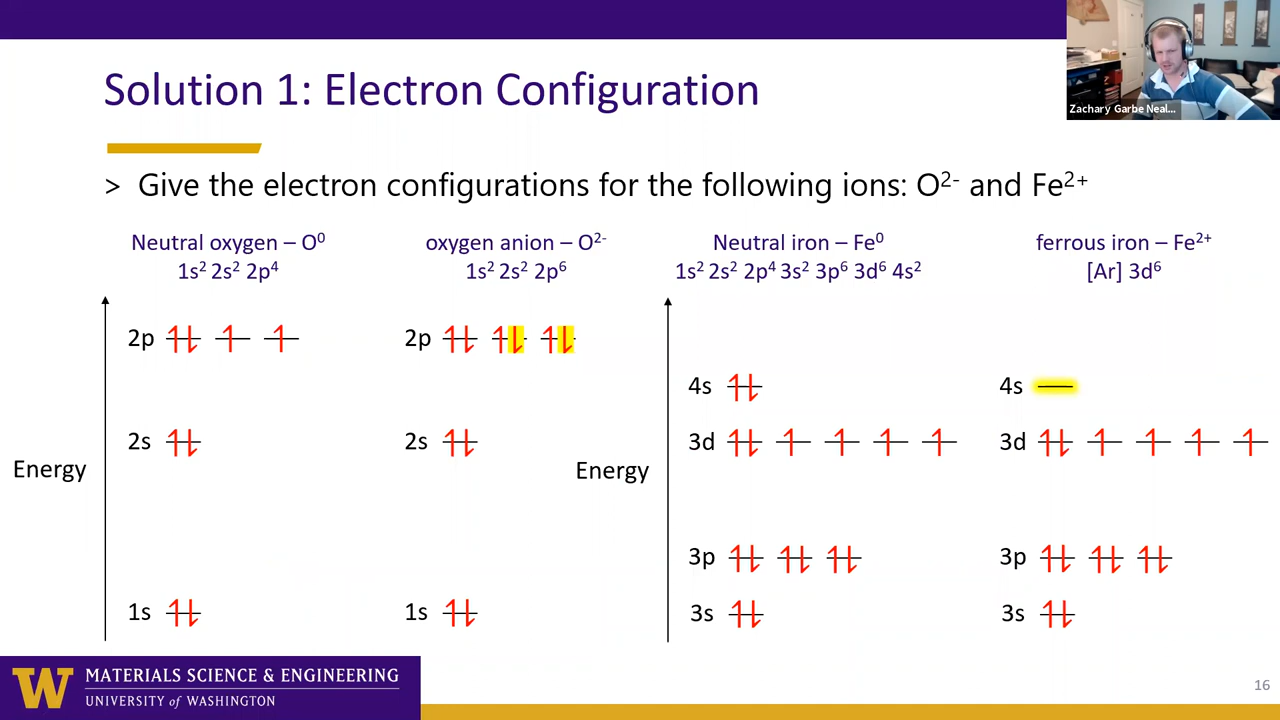 Zachary Garbe Neal...
Solution 1: Electron Configuration
> Give the electron configurations for the following ions: O²⁻ and Fe²⁺
Neutral oxygen – O⁰
1s² 2s² 2p⁴
oxygen anion – O²⁻
1s² 2s² 2p⁶
Neutral iron – Fe⁰
1s² 2s² 2p⁴ 3s² 3p⁶ 3d⁶ 4s²
ferrous iron – Fe²⁺
[Ar] 3d⁶
Energy
2p
2s
1s
2p
2s
1s
Energy
4s
3d
3p
3s
4s
3d
3p
3s
W
MATERIALS SCIENCE & ENGINEERING
UNIVERSITY of WASHINGTON
16